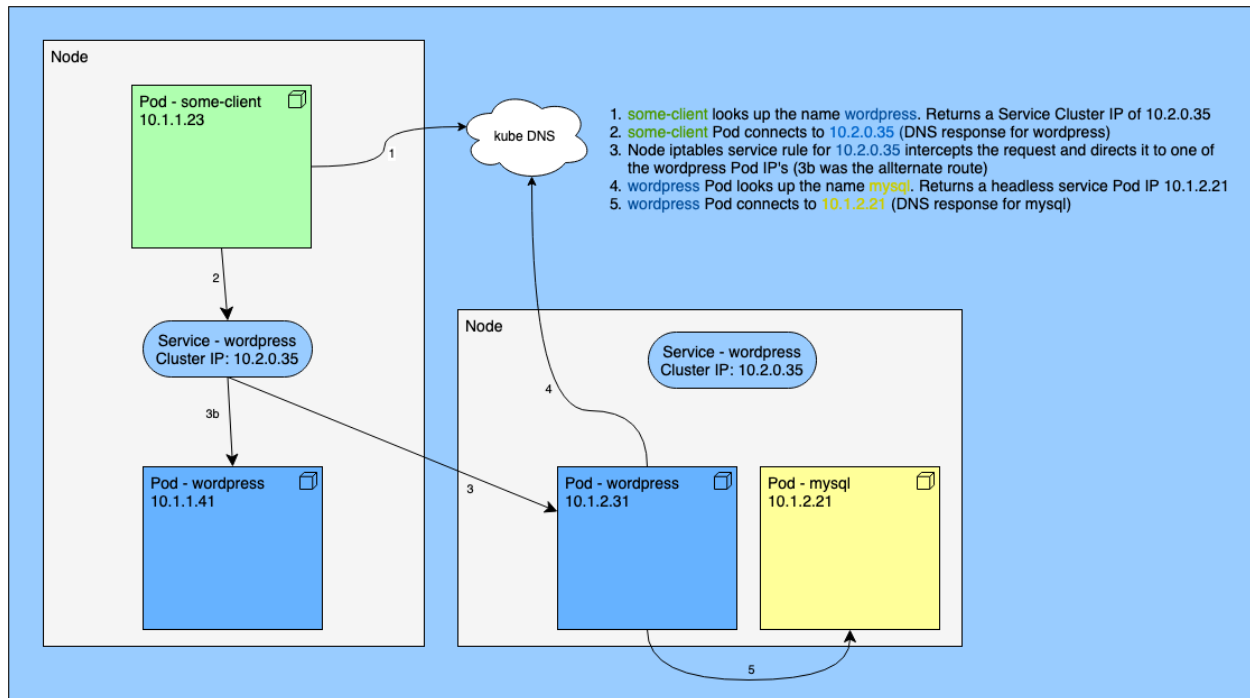 Node
Pod - some-client
10.1.1.23
kube DNS
1. some-client looks up the name wordpress. Returns a Service Cluster IP of 10.2.0.35
2. some-client Pod connects to 10.2.0.35 (DNS response for wordpress)
3. Node iptables service rule for 10.2.0.35 intercepts the request and directs it to one of
the wordpress Pod IP's (3b was the allternate route)
4. wordpress Pod looks up the name mysql. Returns a headless service Pod IP 10.1.2.21
5. wordpress Pod connects to 10.1.2.21 (DNS response for mysql)
1
2
Service - wordpress
Cluster IP: 10.2.0.35
3b
Pod - wordpress
10.1.1.41
3
Node
Service - wordpress
Cluster IP: 10.2.0.35
4
Pod - wordpress
10.1.2.31
Pod - mysql
10.1.2.21
5